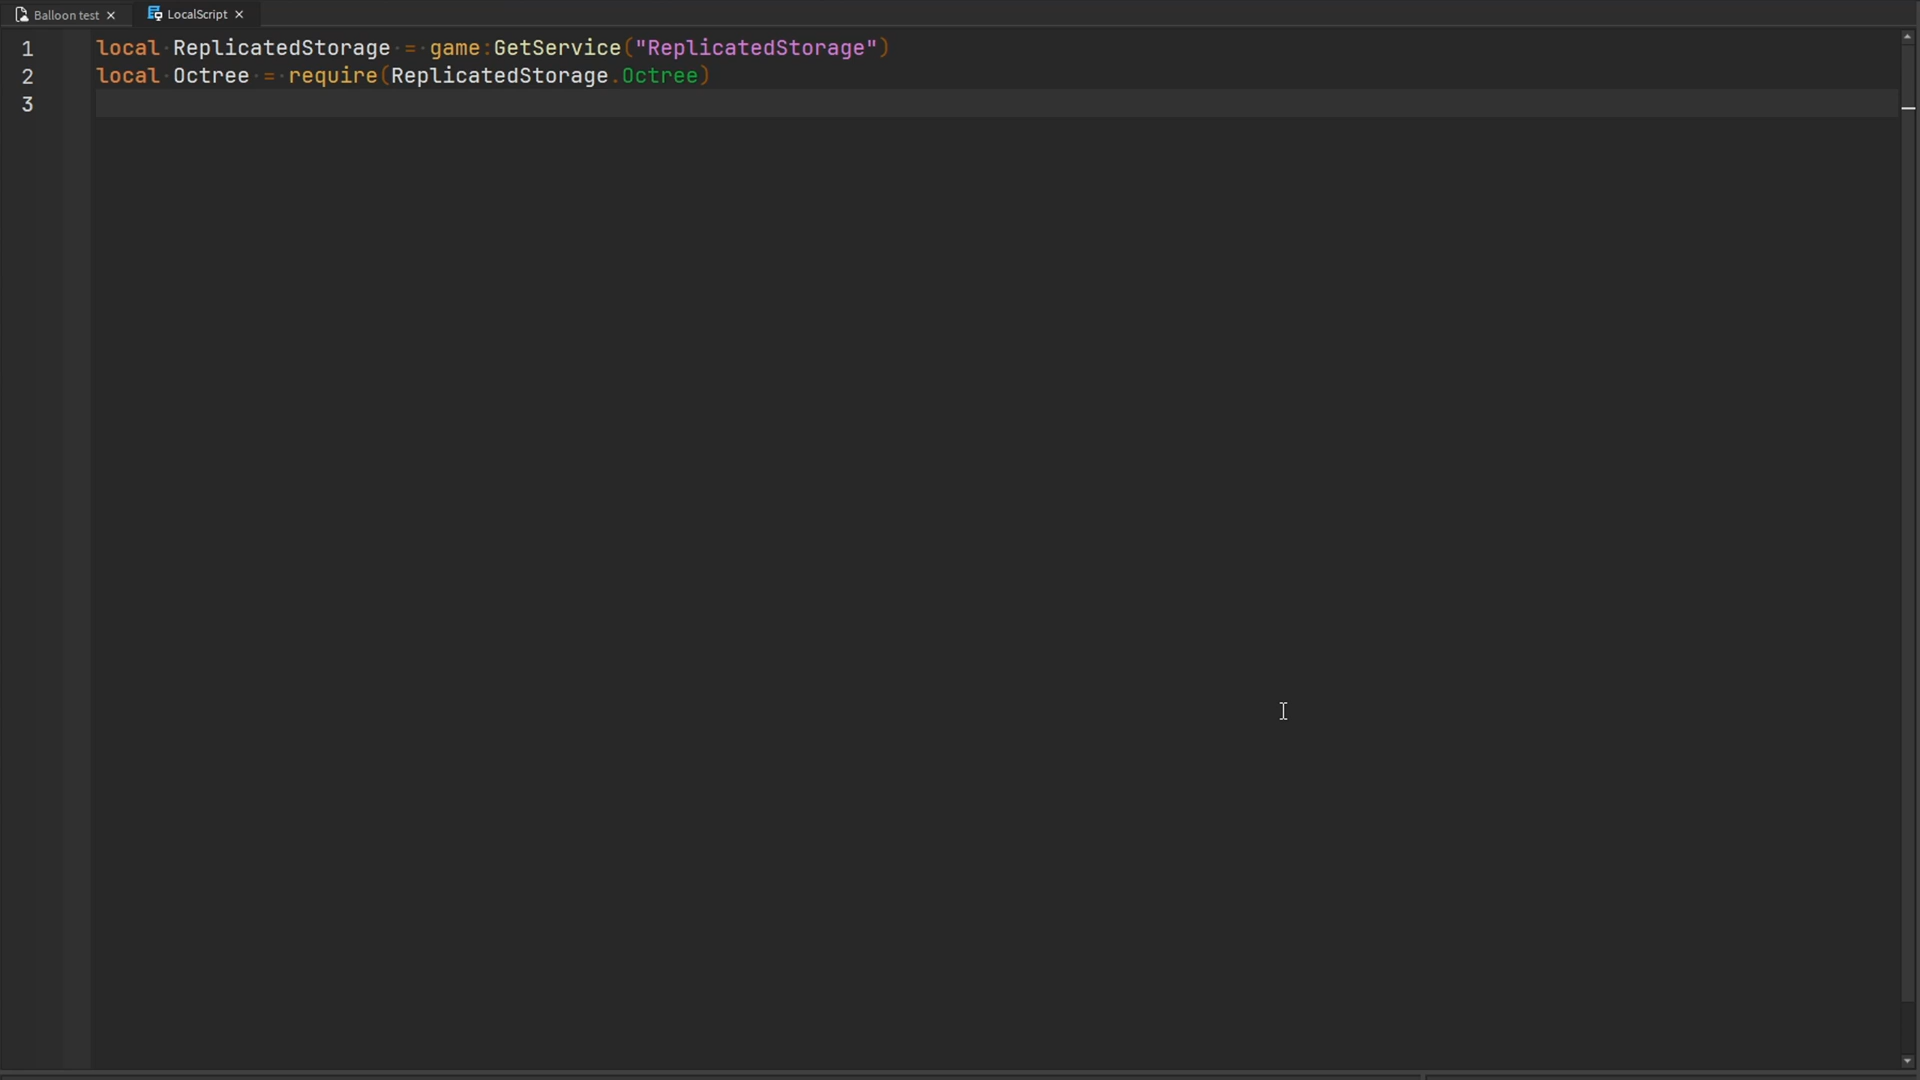 Balloon test
LocalScript
1 local ReplicatedStorage = game:GetService("ReplicatedStorage")
2 local Octree = require(ReplicatedStorage.Octree)
3